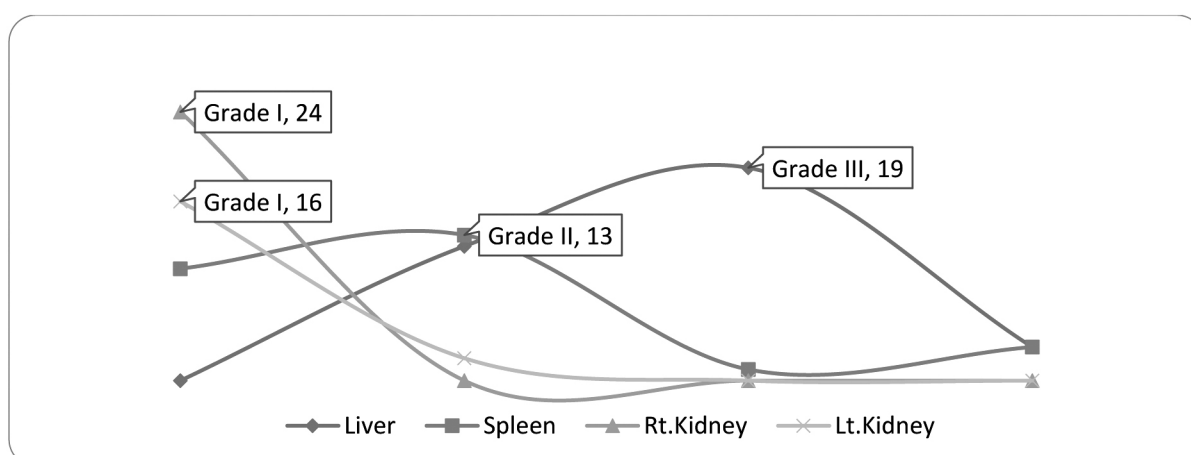 Grade I, 24
Grade III, 19
Grade I, 16
Grade II, 13
Liver Spleen Rt.Kidney Lt.Kidney